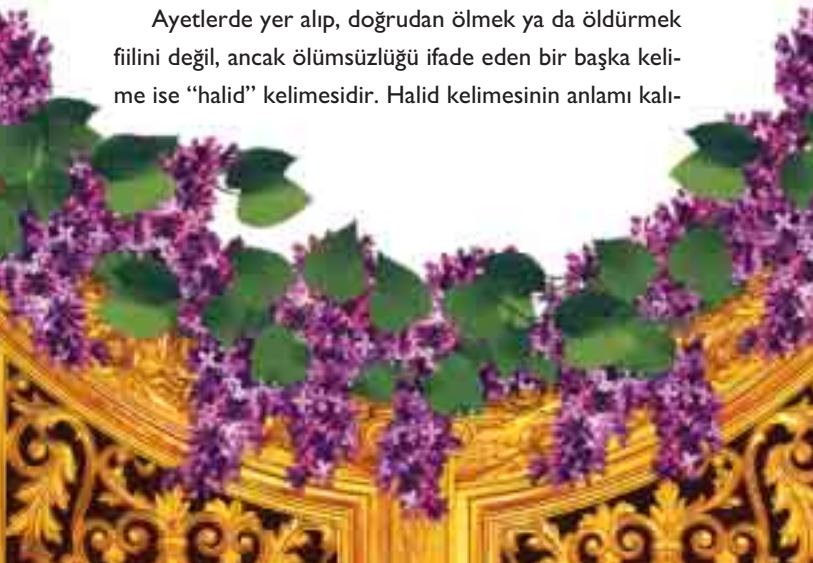 Ayetlerde yer alıp, doğrudan ölmek ya da öldürmek
fiilini değil, ancak ölümsüzlüğü ifade eden bir başka keli-
me ise “halid” kelimesidir. Halid kelimesinin anlamı kalı-